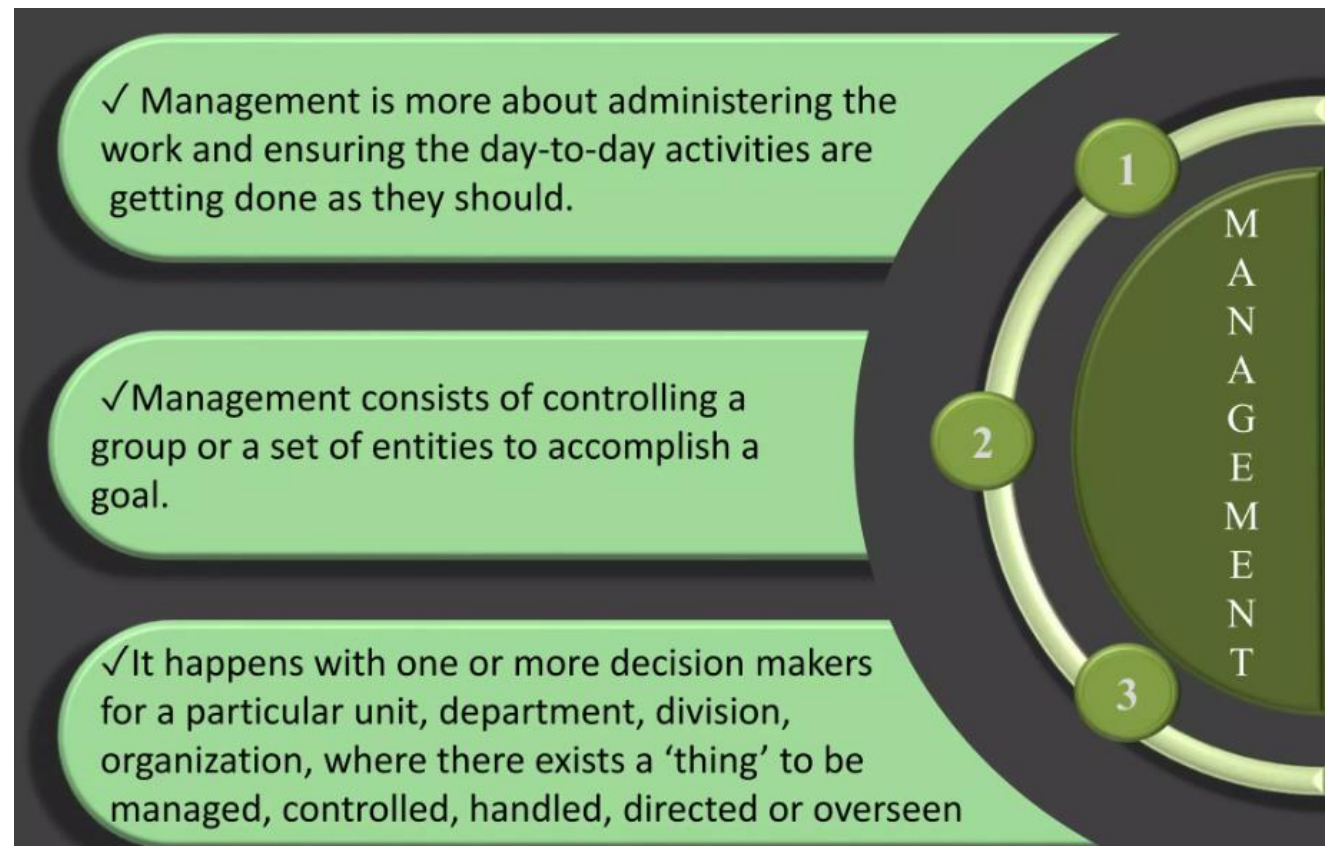 ✓ Management is more about administering the
work and ensuring the day-to-day activities are
getting done as they should.
1
✓Management consists of controlling a
group or a set of entities to accomplish a
goal.
2
✓It happens with one or more decision makers
for a particular unit, department, division,
organization, where there exists a ‘thing’ to be
managed, controlled, handled, directed or overseen
3
MANAGEMENT